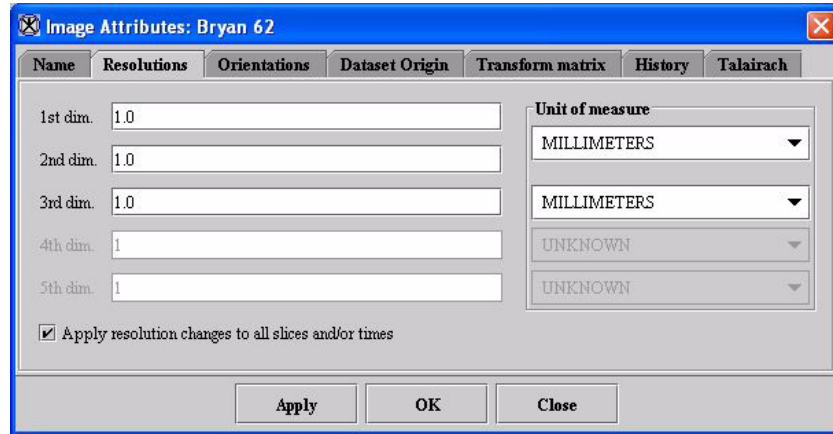 Image Attributes: Bryan 62
Name Resolutions Orientations Dataset Origin Transform matrix History Talairach
Unit of measure
1st dim. 1.0
MILLIMETERS
2nd dim. 1.0
3rd dim. 1.0 MILLIMETERS
4th dim. 1 UNKNOWN
5th dim. 1 UNKNOWN
Apply resolution changes to all slices and/or times
Apply OK Close